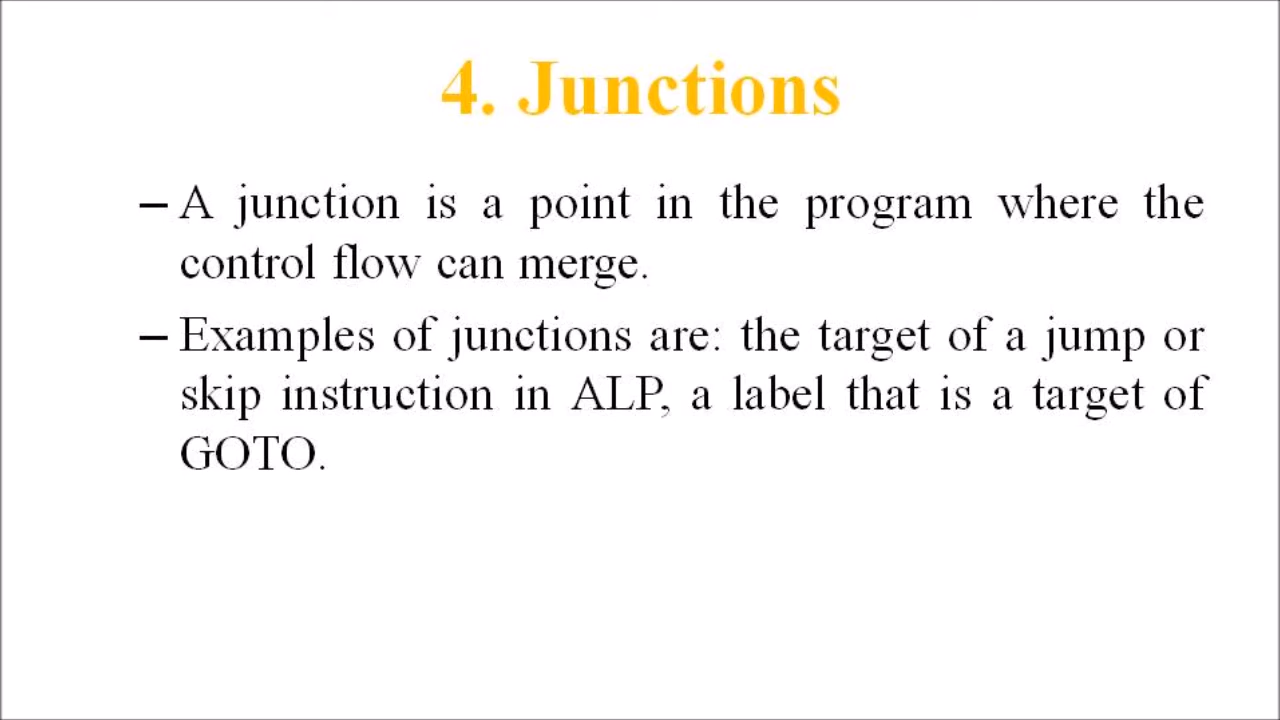 4. Junctions
– A junction is a point in the program where the
control flow can merge.
– Examples of junctions are: the target of a jump or
skip instruction in ALP, a label that is a target of
GOTO.